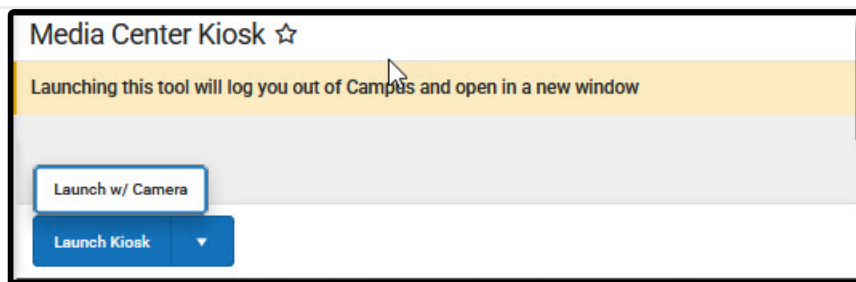 Media Center Kiosk
Launching this tool will log you out of Campus and open in a new window
Launch w/ Camera
Launch Kiosk